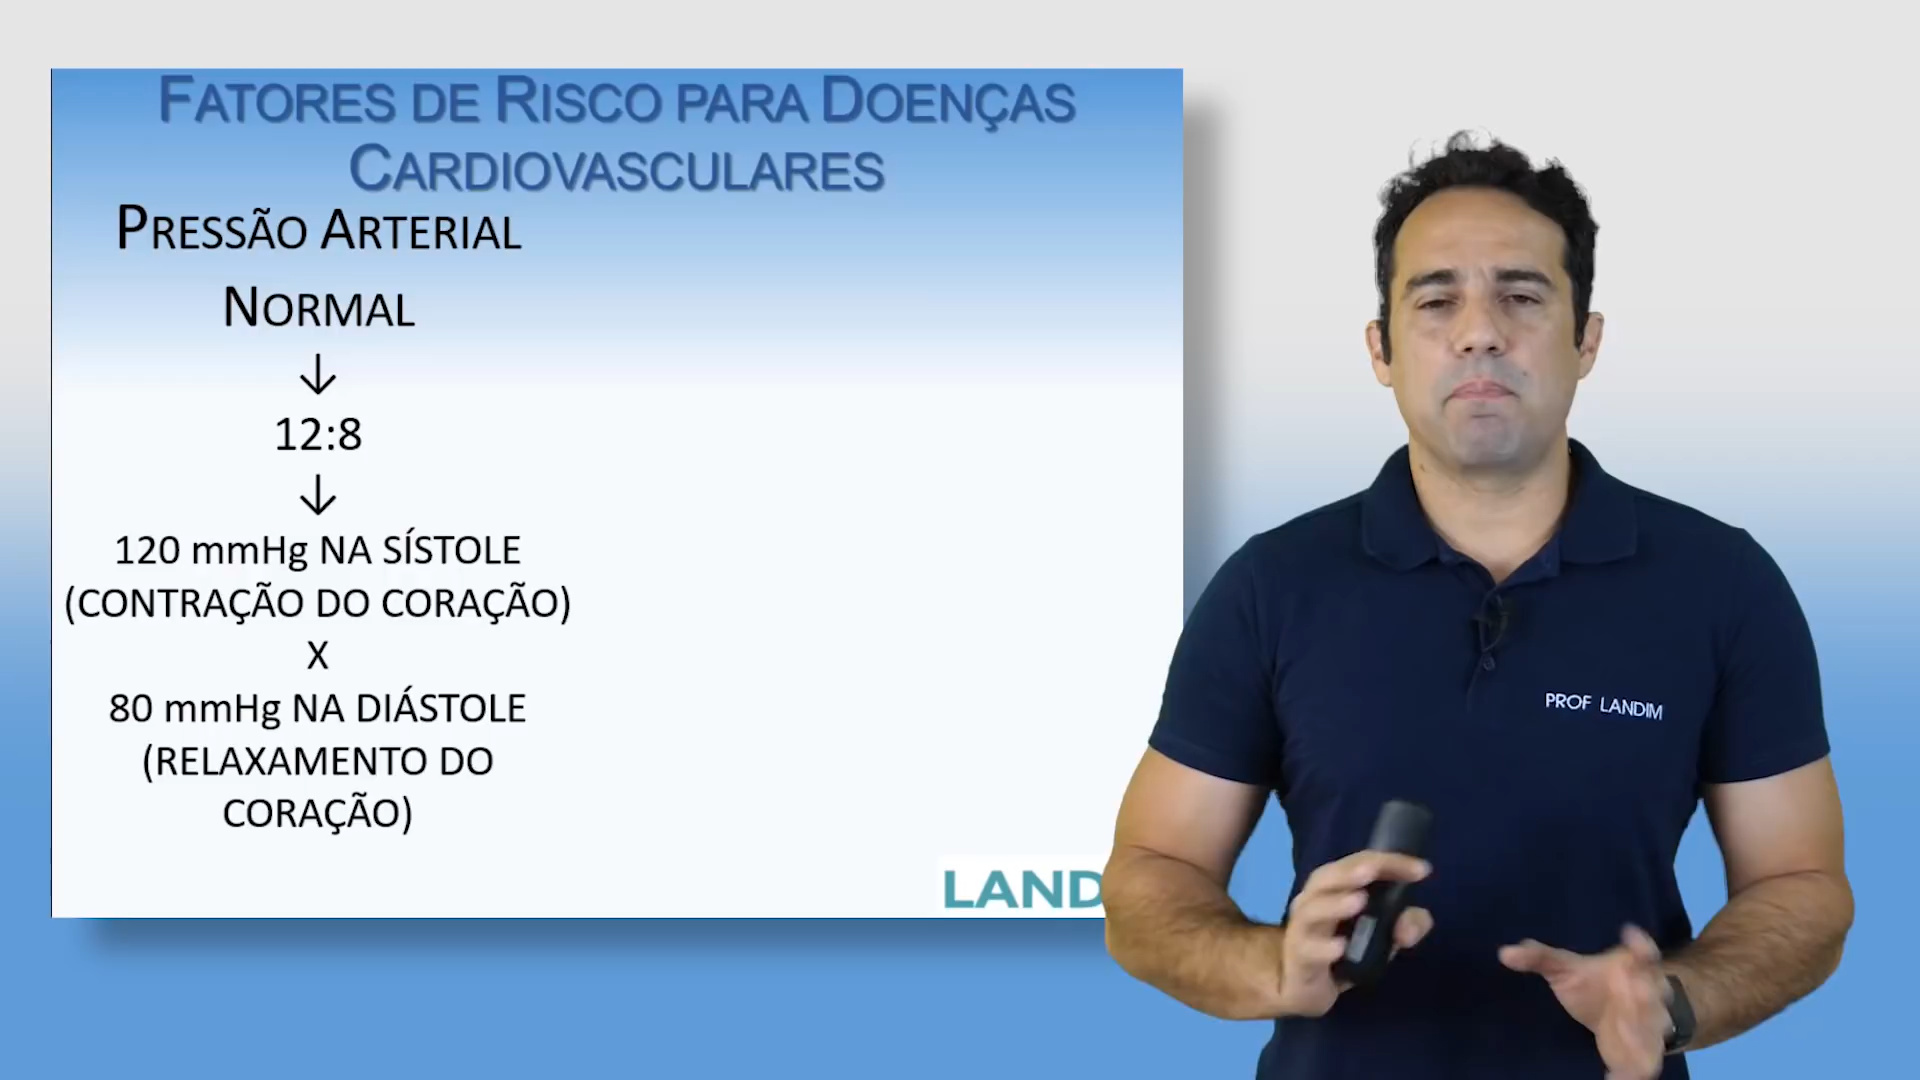 FATORES DE RISCO PARA DOENÇAS
CARDIOVASCULARES
PRESSÃO ARTERIAL
NORMAL
↓
12:8
↓
120 mmHg NA SÍSTOLE
(CONTRAÇÃO DO CORAÇÃO)
X
80 mmHg NA DIÁSTOLE
(RELAXAMENTO DO
CORAÇÃO)
LAND
PROF LANDIM